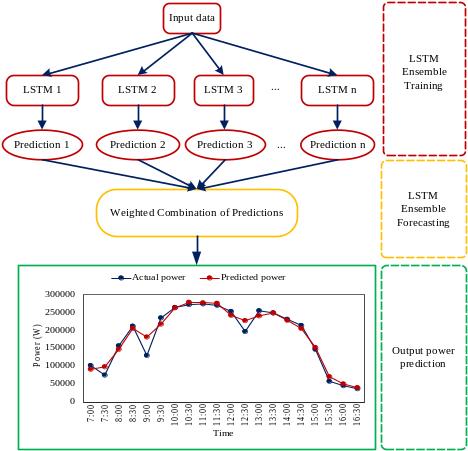 Input data
LSTM 1
LSTM 2
LSTM 3
...
LSTM n
LSTM
Ensemble
Training
Prediction 1
Prediction 2
Prediction 3
...
Prediction n
Weighted Combination of Predictions
LSTM
Ensemble
Forecasting
Actual power
Predicted power
300000
250000
200000
150000
100000
50000
0
Power (W)
7:00
7:30
8:00
8:30
9:00
9:30
10:00
10:30
11:00
11:30
12:00
12:30
13:00
13:30
14:00
14:30
15:00
15:30
16:00
16:30
Time
Output power
prediction